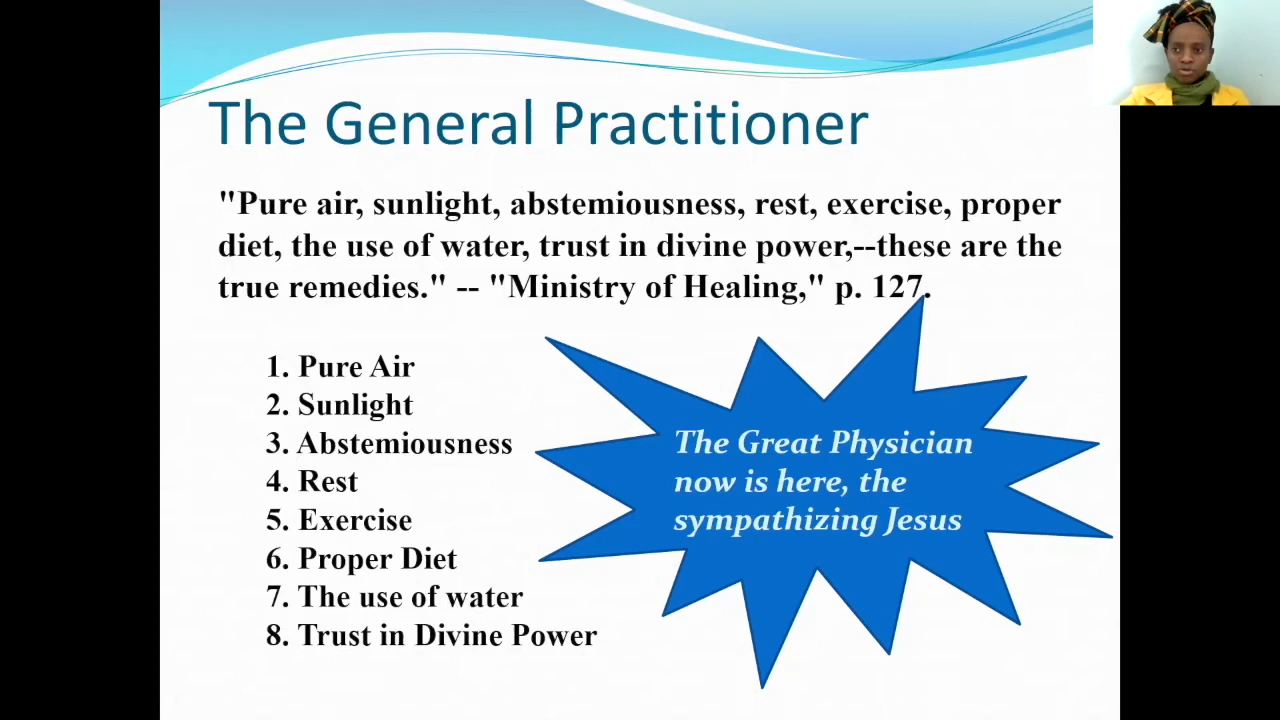 The General Practitioner
"Pure air, sunlight, abstemiousness, rest, exercise, proper
diet, the use of water, trust in divine power,--these are the
true remedies." -- "Ministry of Healing," p. 127.
1. Pure Air
2. Sunlight
3. Abstemiousness
4. Rest
5. Exercise
6. Proper Diet
7. The use of water
8. Trust in Divine Power
The Great Physician
now is here, the
sympathizing Jesus